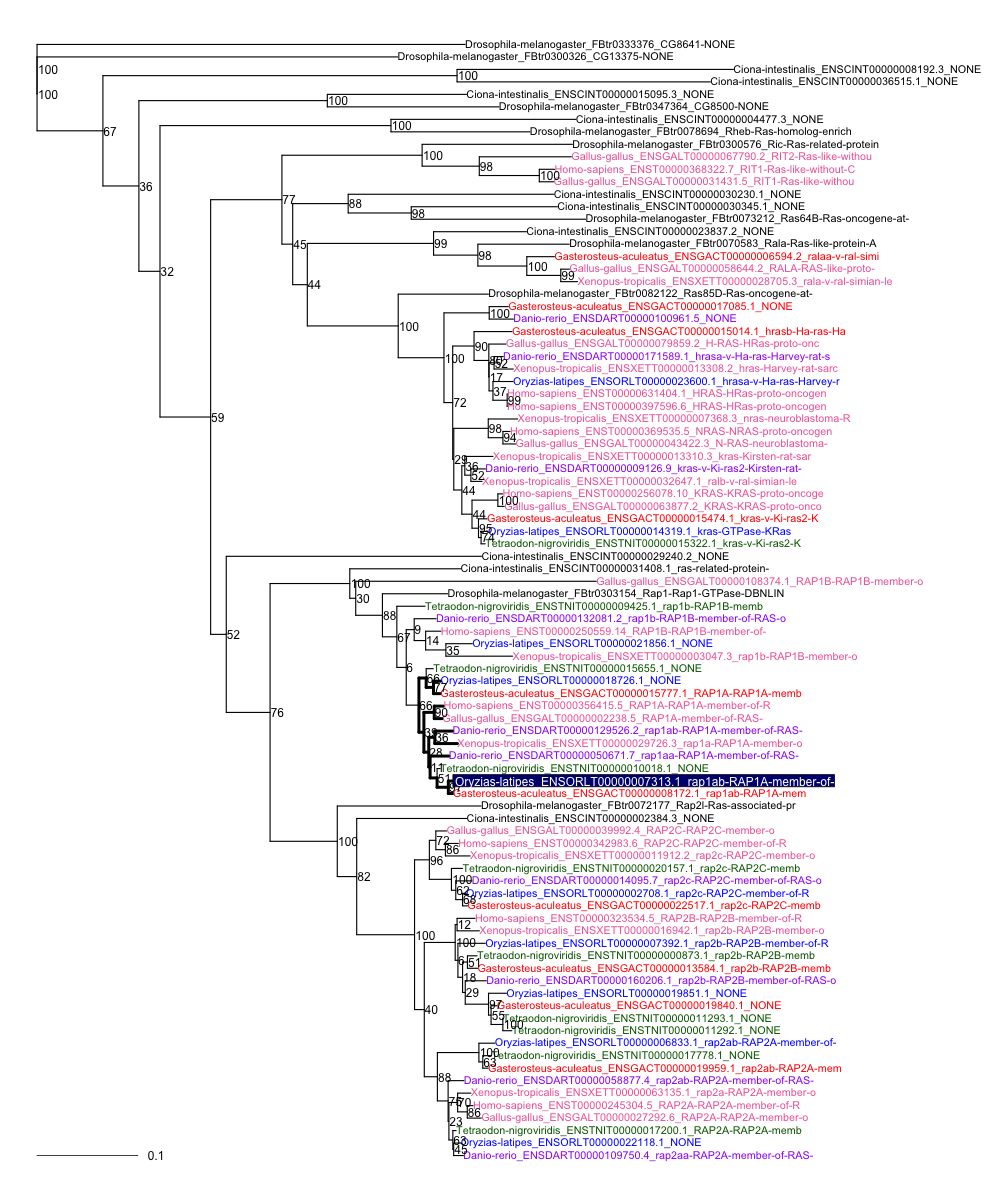 Drosophila-melanogaster_FBtr0333376_CG8641-NONE
Drosophila-melanogaster_FBtr0300326_CG13375-NONE
100
Ciona-intestinalis_ENSCINT00000008192.3_NONE
100
Ciona-intestinalis_ENSCINT00000036515.1_NONE
100
Ciona-intestinalis_ENSCINT00000015095.3_NONE
100
Drosophila-melanogaster_FBtr0347364_CG8500-NONE
Ciona-intestinalis_ENSCINT00000004477.3_NONE
100
67
Drosophila-melanogaster_FBtr0078694_Rheb-Ras-homolog-enrich
Drosophila-melanogaster_FBtr0300576_Ric-Ras-related-protein
100
Gallus-gallus_ENSGALT00000067790.2_RIT2-Ras-like-withou
98
Homo-sapiens_ENST00000368322.7_RIT1-Ras-like-without-C
100
Gallus-gallus_ENSGALT00000031431.5_RIT1-Ras-like-withou
36
Ciona-intestinalis_ENSCINT00000030230.1_NONE
77
88
Ciona-intestinalis_ENSCINT00000030345.1_NONE
98
Drosophila-melanogaster_FBtr0073212_Ras64B-Ras-oncogene-at-
Ciona-intestinalis_ENSCINT00000023837.2_NONE
99
45
Drosophila-melanogaster_FBtr0070583_Rala-Ras-like-protein-A
98
Gasterosteus-aculeatus_ENSGACT00000006594.2_ralaa-v-ral-simi
100
Gallus-gallus_ENSGALT00000058644.2_RALA-RAS-like-proto-
32
99
Xenopus-tropicalis_ENSXETT00000028705.3_rala-v-ral-simian-le
44
Drosophila-melanogaster_FBtr0082122_Ras85D-Ras-oncogene-at-
Gasterosteus-aculeatus_ENSGACT00000017085.1_NONE
100
Danio-rerio_ENSDART00000100961.5_NONE
100
Gasterosteus-aculeatus_ENSGACT00000015014.1_hrasb-Ha-ras-Ha
Gallus-gallus_ENSGALT00000079859.2_H-RAS-HRas-proto-onc
90
Danio-rerio_ENSDART00000171589.1_hrasa-v-Ha-ras-Harvey-rat-s
100
52
Xenopus-tropicalis_ENSXETT00000013308.2_hras-Harvey-rat-sarc
17
Oryzias-latipes_ENSORLT00000023600.1_hrasa-v-Ha-ras-Harvey-r
37
Homo-sapiens_ENST00000631404.1_HRAS-HRas-proto-oncogen
99
72
Homo-sapiens_ENST00000397596.6_HRAS-HRas-proto-oncogen
59
Xenopus-tropicalis_ENSXETT00000007368.3_nras-neuroblastoma-R
98
Homo-sapiens_ENST00000369535.5_NRAS-NRAS-proto-oncogen
94
Gallus-gallus_ENSGALT00000043422.3_N-RAS-neuroblastoma-
Xenopus-tropicalis_ENSXETT00000013310.3_kras-Kirsten-rat-sar
29
36
Danio-rerio_ENSDART00000009126.9_kras-v-Ki-ras2-Kirsten-rat-
52
Xenopus-tropicalis_ENSXETT00000032647.1_ralb-v-ral-simian-le
44
Homo-sapiens_ENST00000256078.10_KRAS-KRAS-proto-oncoge
100
Gallus-gallus_ENSGALT00000063877.2_KRAS-KRAS-proto-onco
44
Gasterosteus-aculeatus_ENSGACT00000015474.1_kras-v-Ki-ras2-K
95
Oryzias-latipes_ENSORLT00000014319.1_kras-GTPase-KRas
74
Tetraodon-nigroviridis_ENSTNIT00000015322.1_kras-v-Ki-ras2-K
Ciona-intestinalis_ENSCINT00000029240.2_NONE
Ciona-intestinalis_ENSCINT00000031408.1_ras-related-protein-
100
Gallus-gallus_ENSGALT00000108374.1_RAP1B-RAP1B-member-o
30
Drosophila-melanogaster_FBtr0303154_Rap1-Rap1-GTPase-DBNLIN
88
Tetraodon-nigroviridis_ENSTNIT00000009425.1_rap1b-RAP1B-memb
Danio-rerio_ENSDART00000132081.2_rap1b-RAP1B-member-of-RAS-o
9
52
67
Homo-sapiens_ENST00000250559.14_RAP1B-RAP1B-member-of-
14
Oryzias-latipes_ENSORLT00000021856.1_NONE
35
Xenopus-tropicalis_ENSXETT00000003047.3_rap1b-RAP1B-member-o
6
Tetraodon-nigroviridis_ENSTNIT00000015655.1_NONE
66
Oryzias-latipes_ENSORLT00000018726.1_NONE
77
Gasterosteus-aculeatus_ENSGACT00000015777.1_RAP1A-RAP1A-memb
66
Homo-sapiens_ENST00000356415.5_RAP1A-RAP1A-member-of-R
90
76
Gallus-gallus_ENSGALT00000002238.5_RAP1A-member-of-RAS-
Danio-rerio_ENSDART00000129526.2_rap1ab-RAP1A-member-of-RAS-
36
Xenopus-tropicalis_ENSXETT00000029726.3_rap1a-RAP1A-member-o
28
Danio-rerio_ENSDART00000050671.7_rap1aa-RAP1A-member-of-RAS-
Tetraodon-nigroviridis_ENSTNIT00000010018.1_NONE
51
Oryzias-latipes_ENSORLT00000007313.1_rap1ab-RAP1A-member-of-
Gasterosteus-aculeatus_ENSGACT00000008172.1_rap1ab-RAP1A-mem
Drosophila-melanogaster_FBtr0072177_Rap2l-Ras-associated-pr
Ciona-intestinalis_ENSCINT00000002384.3_NONE
Gallus-gallus_ENSGALT00000039992.4_RAP2C-RAP2C-member-o
72
100
Homo-sapiens_ENST00000342983.6_RAP2C-RAP2C-member-of-R
86
Xenopus-tropicalis_ENSXETT00000011912.2_rap2c-RAP2C-member-o
96
Tetraodon-nigroviridis_ENSTNIT00000020157.1_rap2c-RAP2C-memb
82
100
Danio-rerio_ENSDART00000014095.7_rap2c-RAP2C-member-of-RAS-o
62
Oryzias-latipes_ENSORLT00000002708.1_rap2c-RAP2C-member-of-R
68
Gasterosteus-aculeatus_ENSGACT00000022517.1_rap2c-RAP2C-memb
Homo-sapiens_ENST00000323534.5_RAP2B-RAP2B-member-of-R
12
Xenopus-tropicalis_ENSXETT00000016942.1_rap2b-RAP2B-member-o
100
100
Oryzias-latipes_ENSORLT00000007392.1_rap2b-RAP2B-member-of-R
Tetraodon-nigroviridis_ENSTNIT00000000873.1_rap2b-RAP2B-memb
6
51
Gasterosteus-aculeatus_ENSGACT00000013584.1_rap2b-RAP2B-memb
18
Danio-rerio_ENSDART00000160206.1_rap2b-RAP2B-member-of-RAS-o
29
Oryzias-latipes_ENSORLT00000019851.1_NONE
97
Gasterosteus-aculeatus_ENSGACT00000019840.1_NONE
40
55
Tetraodon-nigroviridis_ENSTNIT00000011293.1_NONE
100
Tetraodon-nigroviridis_ENSTNIT00000011292.1_NONE
Oryzias-latipes_ENSORLT00000006833.1_rap2ab-RAP2A-member-of-
100
Tetraodon-nigroviridis_ENSTNIT00000017778.1_NONE
63
Gasterosteus-aculeatus_ENSGACT00000019959.1_rap2ab-RAP2A-mem
88
Danio-rerio_ENSDART00000058877.4_rap2ab-RAP2A-member-of-RAS-
Xenopus-tropicalis_ENSXETT00000063135.1_rap2a-RAP2A-member-o
70
Homo-sapiens_ENST00000245304.5_RAP2A-RAP2A-member-of-R
86
Gallus-gallus_ENSGALT00000027292.6_RAP2A-RAP2A-member-o
23
Tetraodon-nigroviridis_ENSTNIT00000017200.1_RAP2A-RAP2A-memb
63
Oryzias-latipes_ENSORLT00000022118.1_NONE
45
Danio-rerio_ENSDART00000109750.4_rap2aa-RAP2A-member-of-RAS-
0.1